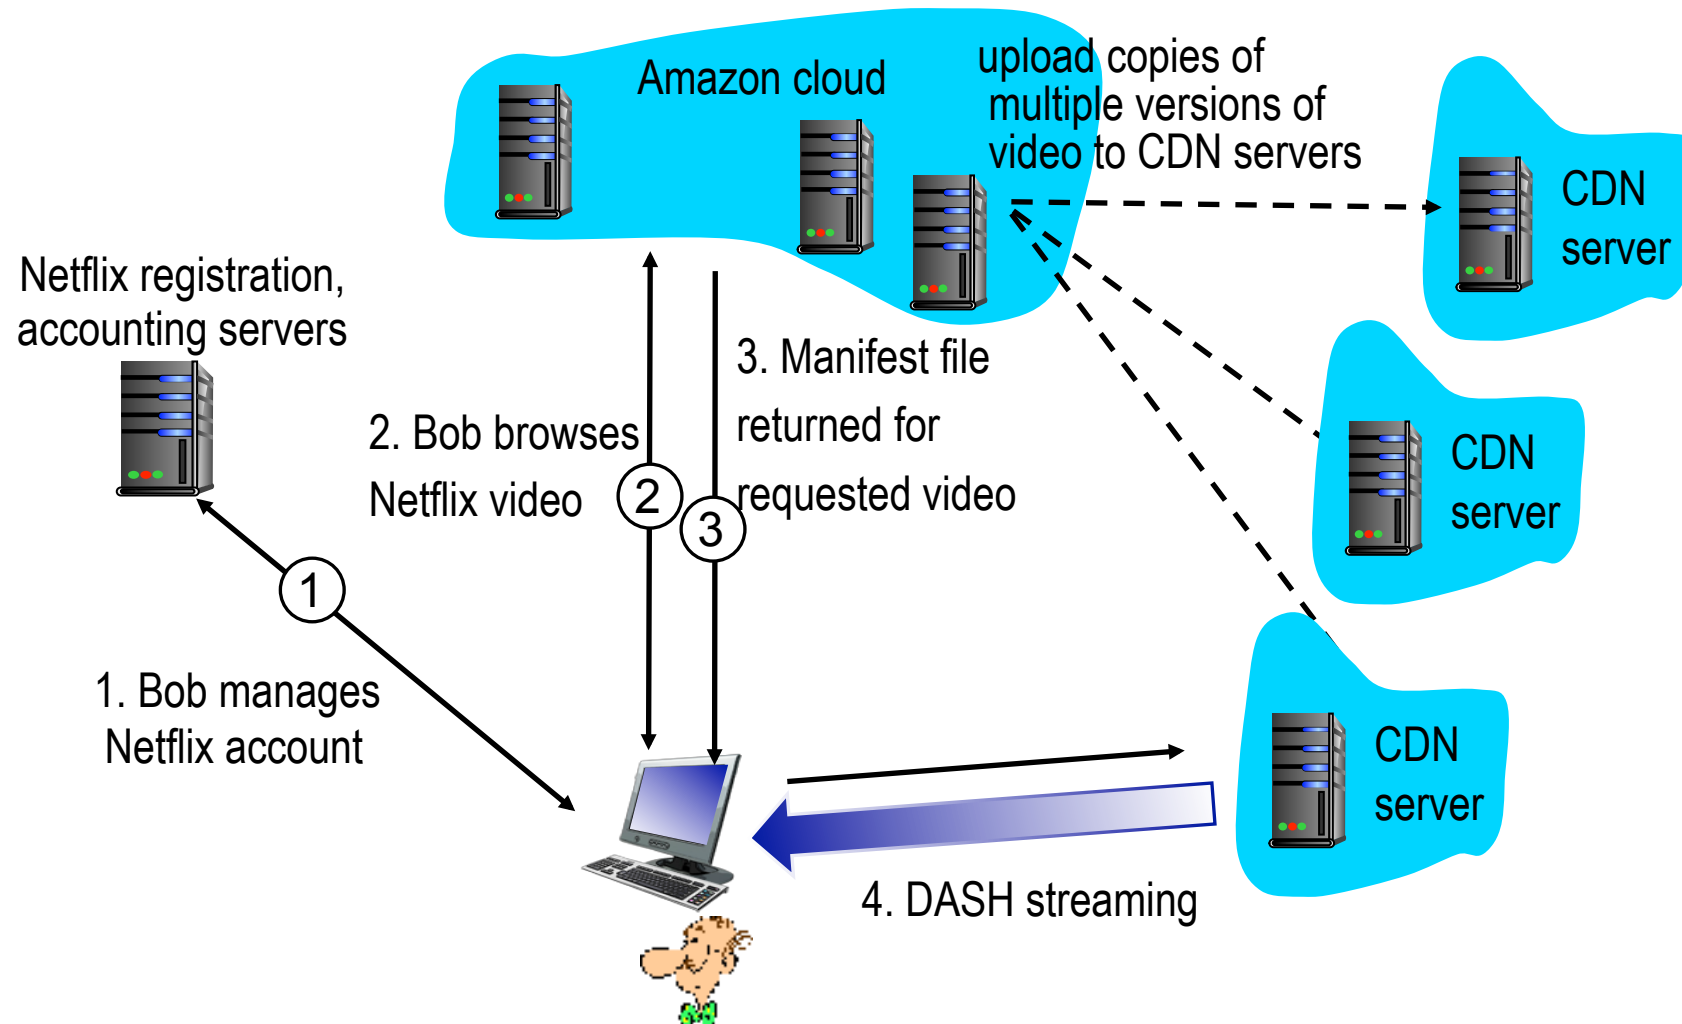 Amazon cloud
upload copies of
multiple versions of
video to CDN servers
CDN
server
Netflix registration,
accounting servers
3. Manifest file
returned for
requested video
2. Bob browses
Netflix video
2
3
CDN
server
1
1. Bob manages
Netflix account
CDN
server
4. DASH streaming